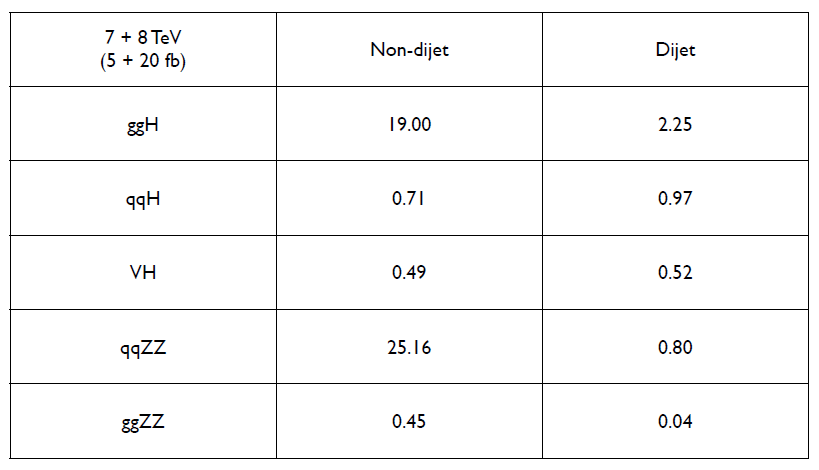 7 + 8 TeV
(5 + 20 fb)
Non-dijet
Dijet
ggH
19.00
2.25
qqH
0.71
0.97
VH
0.49
0.52
qqZZ
25.16
0.80
ggZZ
0.45
0.04